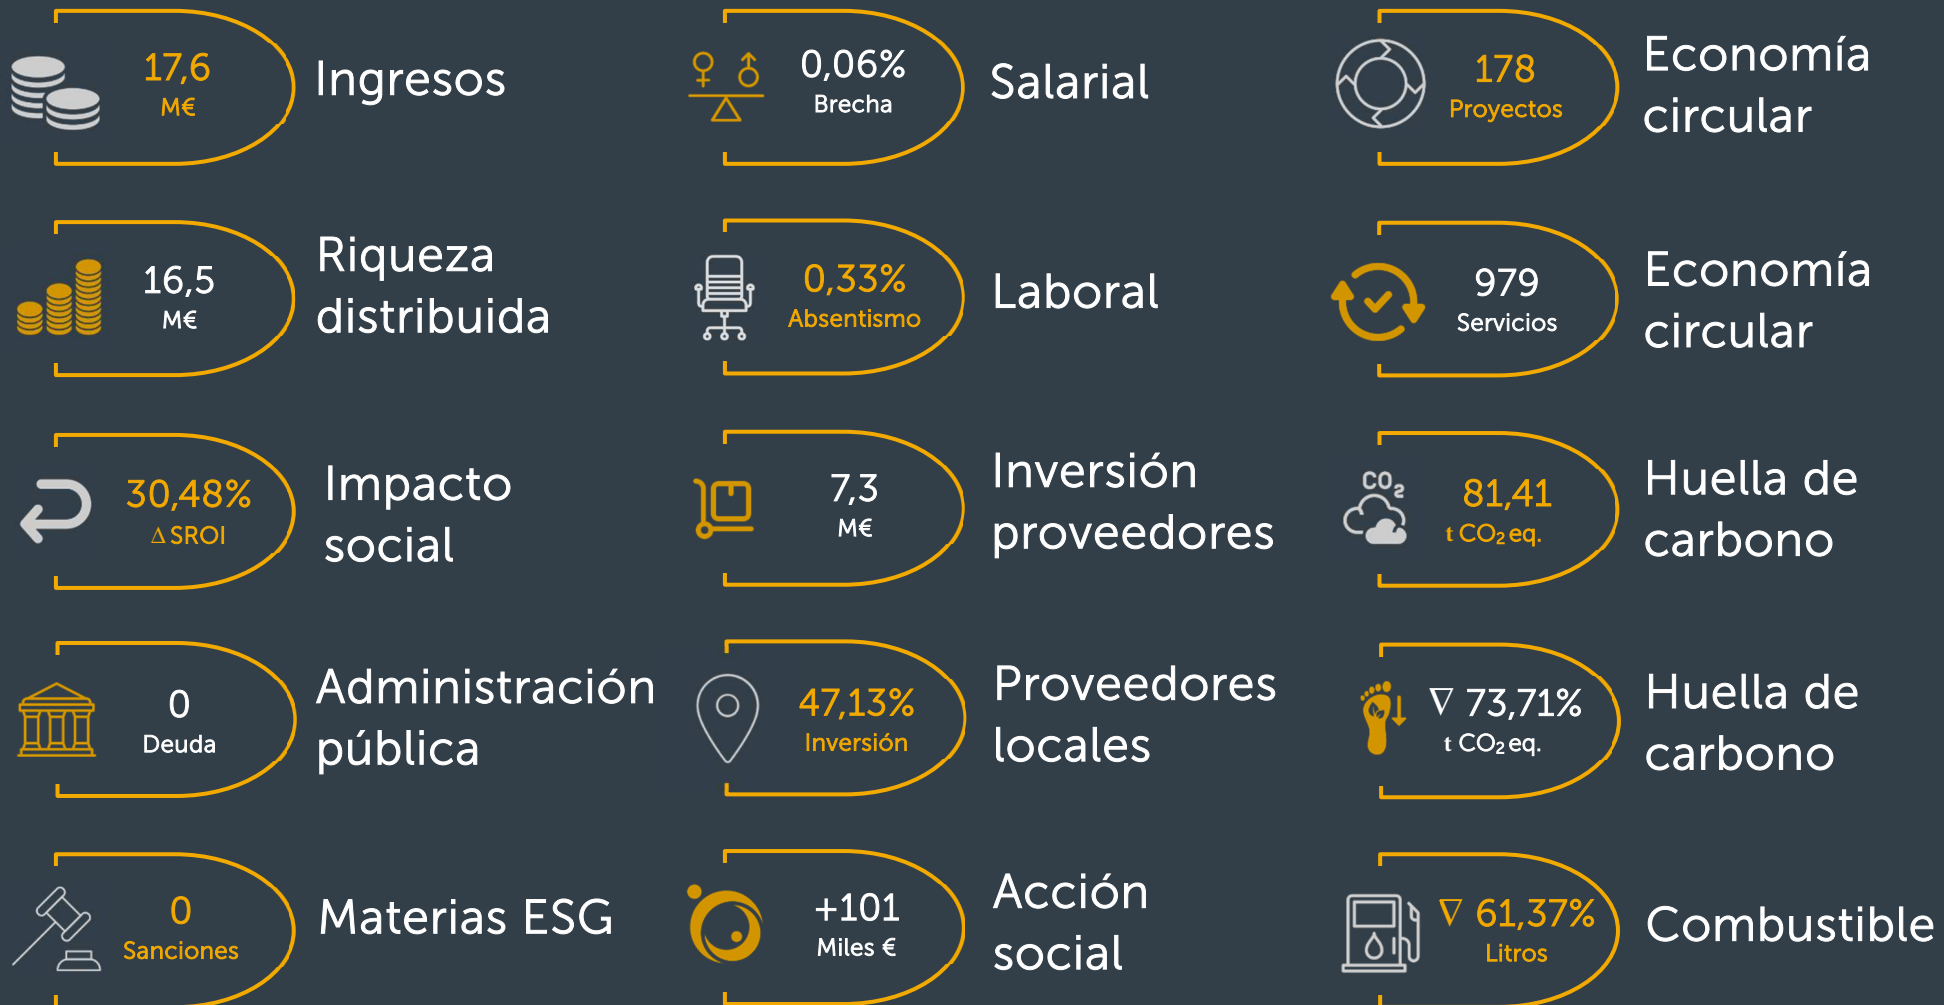 17,6
M€
Ingresos
0,06%
Brecha
Salarial
178
Proyectos
Economía
circular
16,5
M€
Riqueza
distribuida
0,33%
Absentismo
Laboral
979
Servicios
Economía
circular
30,48%
Δ SROI
Impacto
social
7,3
M€
Inversión
proveedores
CO₂
81,41
t CO₂ eq.
Huella de
carbono
0
Deuda
Administración
pública
47,13%
Inversión
Proveedores
locales
∇ 73,71%
t CO₂ eq.
Huella de
carbono
0
Sanciones
Materias ESG
+101
Miles €
Acción
social
∇ 61,37%
Litros
Combustible